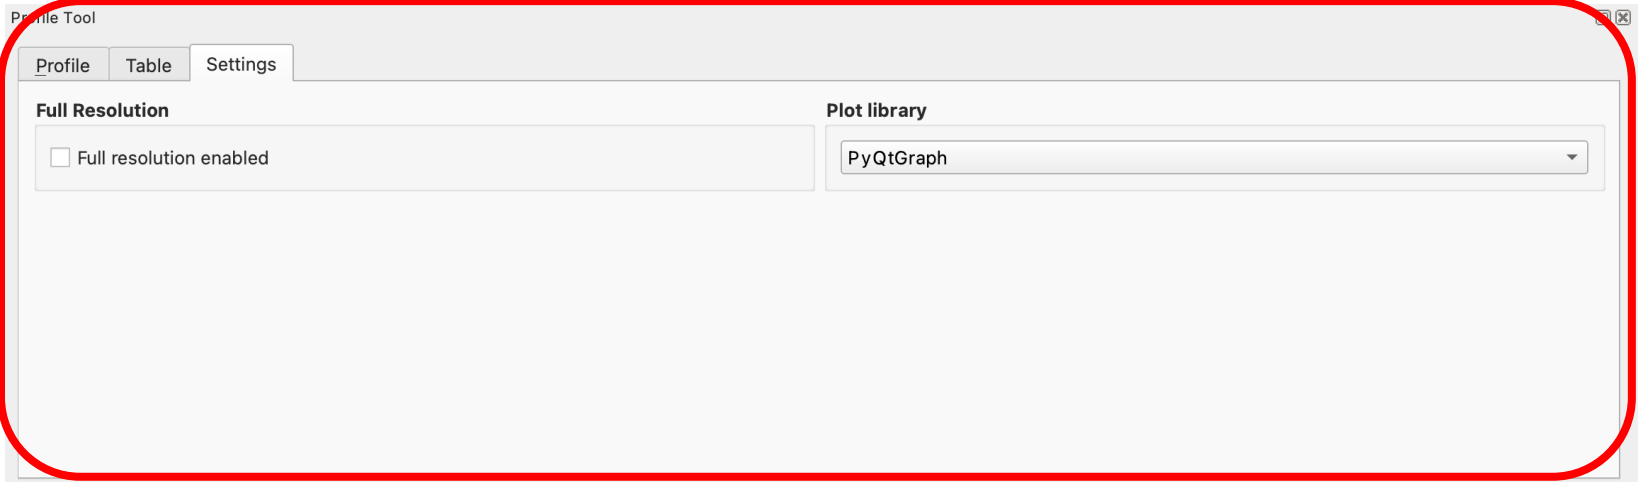 Profile Tool
Profile Table Settings
Full Resolution Plot library
Full resolution enabled PyQtGraph